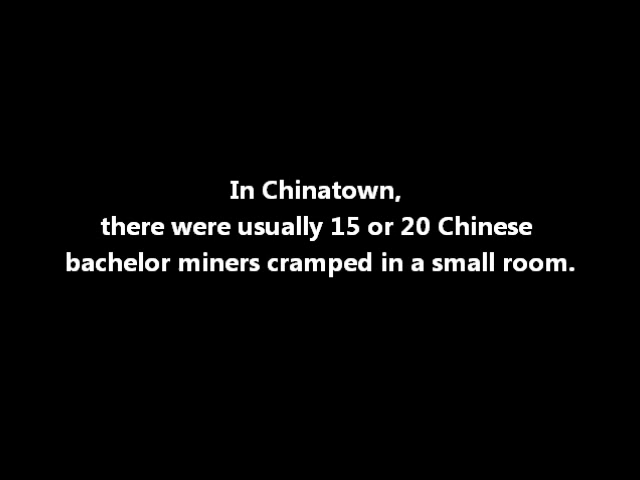 In Chinatown,
there were usually 15 or 20 Chinese
bachelor miners cramped in a small room.